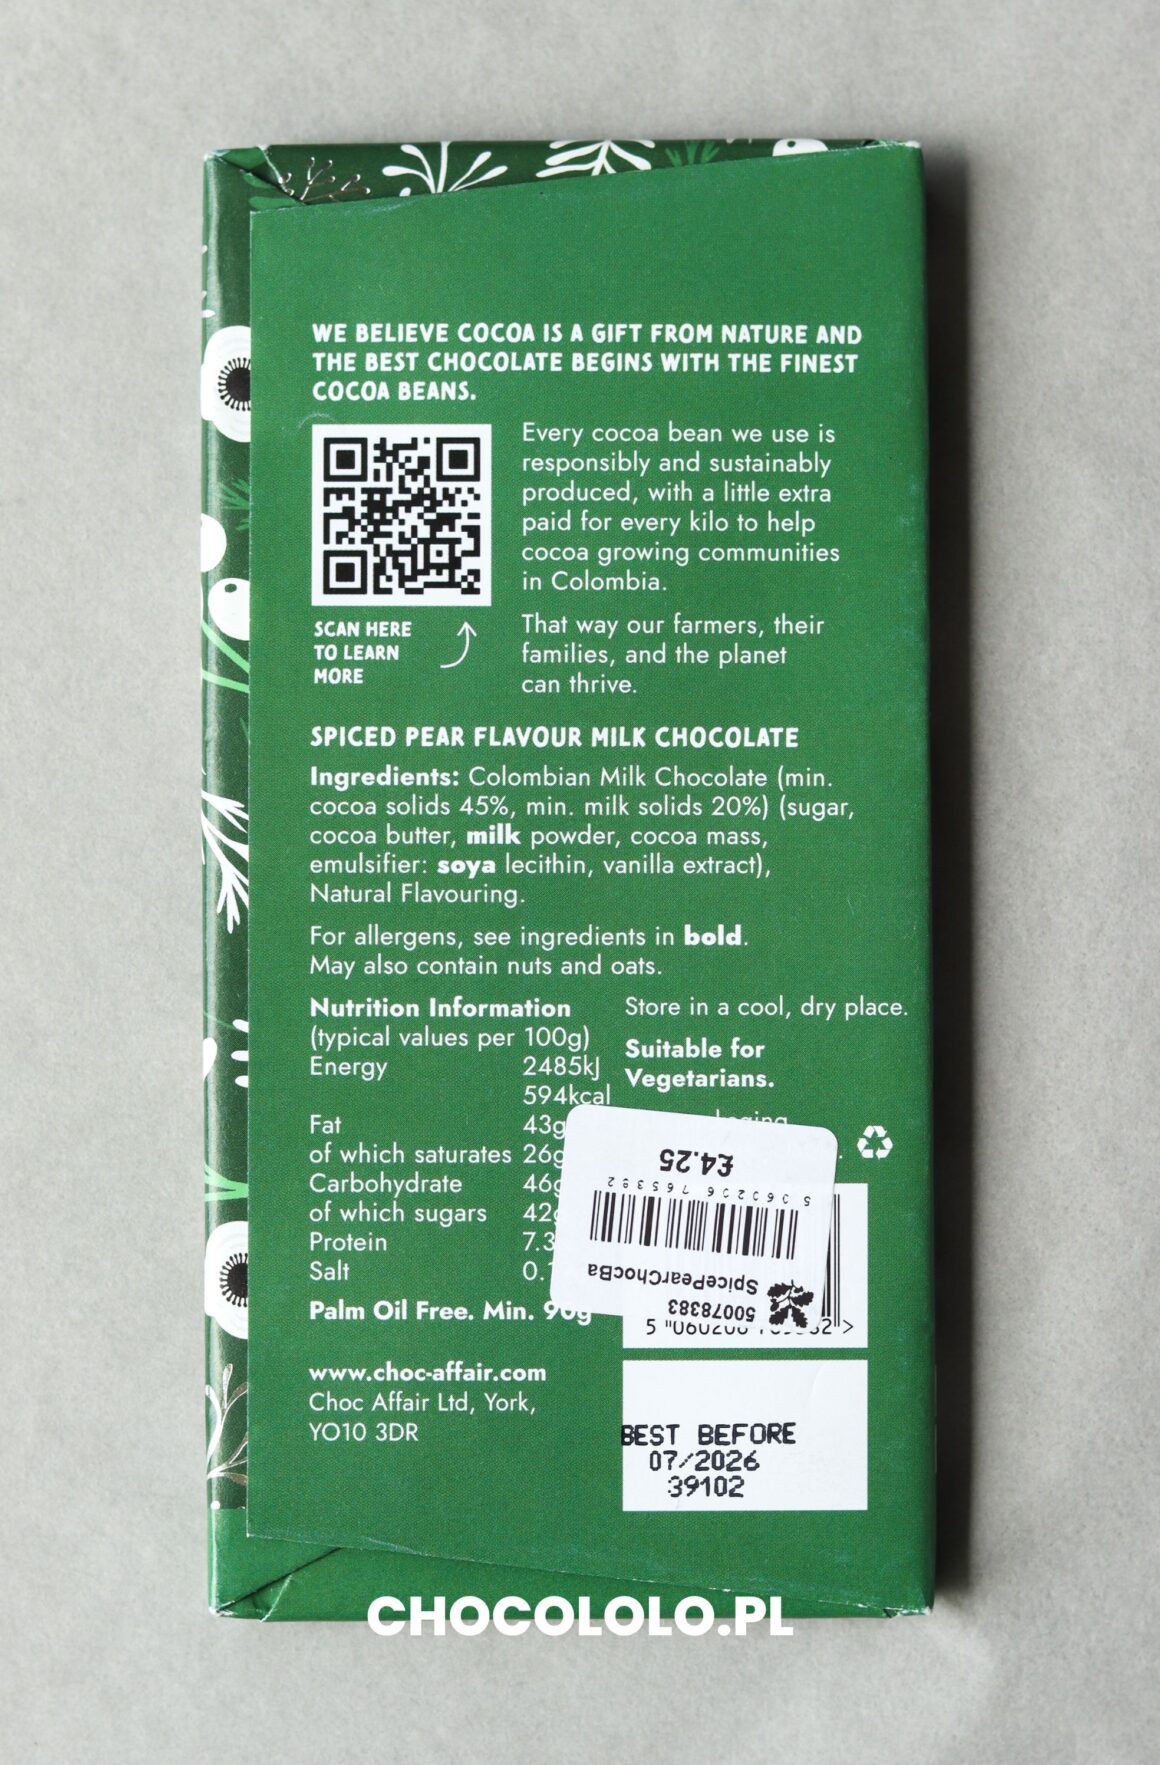 WE BELIEVE COCOA IS A GIFT FROM NATURE AND
THE BEST CHOCOLATE BEGINS WITH THE FINEST
COCOA BEANS.
Every cocoa bean we use is
responsibly and sustainably
produced, with a little extra
paid for every kilo to help
cocoa growing communities
in Colombia.
SCAN HERE
TO LEARN
MORE
That way our farmers, their
families, and the planet
can thrive.
SPICED PEAR FLAVOUR MILK CHOCOLATE
Ingredients: Colombian Milk Chocolate (min.
cocoa solids 45%, min. milk solids 20%) (sugar,
cocoa butter, milk powder, cocoa mass,
emulsifier: soya lecithin, vanilla extract),
Natural Flavouring.
For allergens, see ingredients in bold.
May also contain nuts and oats.
Nutrition Information
(typical values per 100g)
Energy 2485kJ
594kcal
Fat 43g
of which saturates 26g
Carbohydrate 46g
of which sugars 42g
Protein 7.3
Salt
Palm Oil Free. Min. 90g
www.choc-affair.com
Choc Affair Ltd, York,
YO10 3DR
Store in a cool, dry place.
Suitable for
Vegetarians.
50078383
SpicePearChocBa
5 060206 765392
£4.25
BEST BEFORE
07/2026
39102
CHOCOLOLO.PL